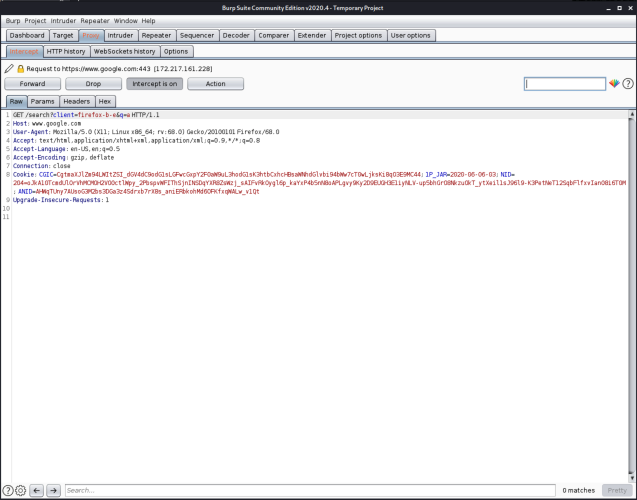 Burp Suite Community Edition v2020.4 - Temporary Project
Burp Project Intruder Repeater Window Help
Dashboard Target Proxy Intruder Repeater Sequencer Decoder Comparer Extender Project options User options
Intercept HTTP history WebSockets history Options
Request to https://www.google.com:443 [172.217.161.228]
Forward Drop Intercept is on Action
Raw Params Headers Hex
1 GET /search?client=firefox-b-e&q=a HTTP/1.1
2 Host: www.google.com
3 User-Agent: Mozilla/5.0 (X11; Linux x86_64; rv:68.0) Gecko/20100101 Firefox/68.0
4 Accept: text/html,application/xhtml+xml,application/xml;q=0.9,*/*;q=0.8
5 Accept-Language: en-US,en;q=0.5
6 Accept-Encoding: gzip, deflate
7 Connection: close
8 Cookie: CGIC= 1P_JAR=2020-06-06-03; NID=
204=
; ANID=
9 Upgrade-Insecure-Requests: 1
10
11
Search... 0 matches Pretty